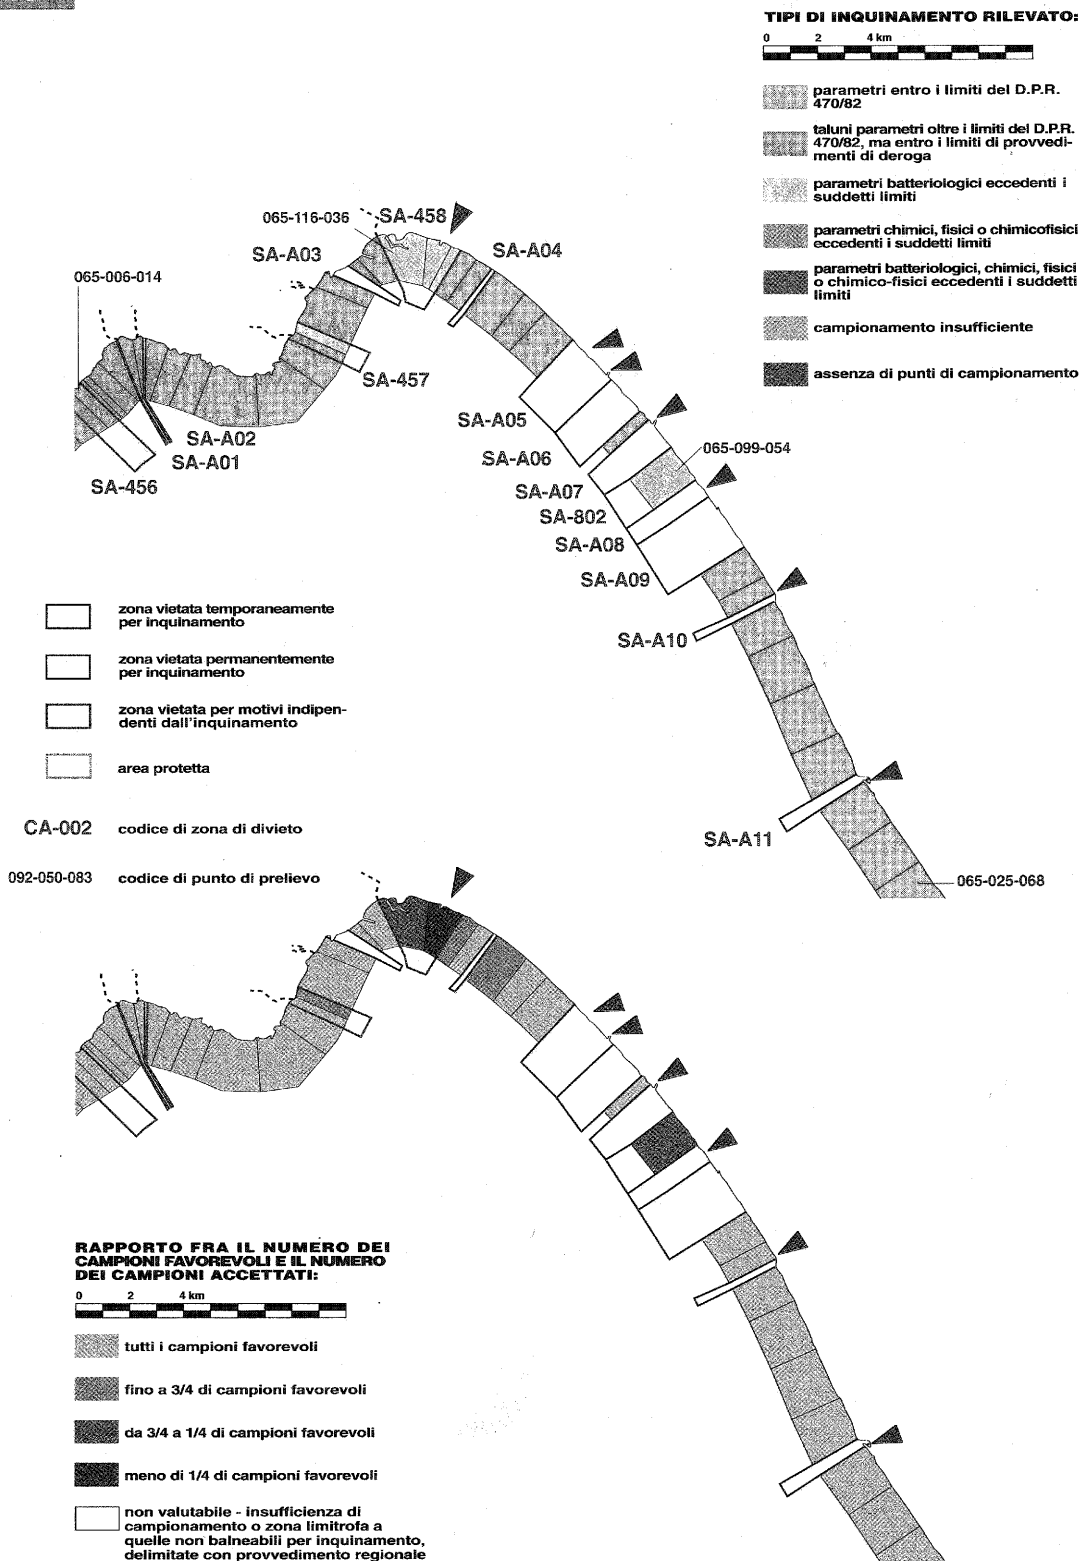 TIPI DI INQUINAMENTO RILEVATO:
0 2 4 km
parametri entro i limiti del D.P.R.
470/82
taluni parametri oltre i limiti del D.P.R.
470/82, ma entro i limiti di provvedi-
menti di deroga
parametri batteriologici eccedenti i
suddetti limiti
parametri chimici, fisici o chimicofisici
eccedenti i suddetti limiti
parametri batteriologici, chimici, fisici
o chimico-fisici eccedenti i suddetti
limiti
campionamento insufficiente
assenza di punti di campionamento
065-116-036
SA-458
SA-A03
SA-A04
065-006-014
SA-457
SA-A05
SA-A02
SA-A01
SA-456
SA-A06
065-099-054
SA-A07
SA-802
SA-A08
SA-A09
SA-A10
SA-A11
065-025-068
zona vietata temporaneamente
per inquinamento
zona vietata permanentemente
per inquinamento
zona vietata per motivi indipen-
denti dall'inquinamento
area protetta
CA-002 codice di zona di divieto
092-050-083 codice di punto di prelievo
RAPPORTO FRA IL NUMERO DEI
CAMPIONI FAVOREVOLI E IL NUMERO
DEI CAMPIONI ACCETTATI:
0 2 4 km
tutti i campioni favorevoli
fino a 3/4 di campioni favorevoli
da 3/4 a 1/4 di campioni favorevoli
meno di 1/4 di campioni favorevoli
non valutabile - insufficienza di
campionamento o zona limitrofa a
quelle non balneabili per inquinamento,
delimitate con provvedimento regionale